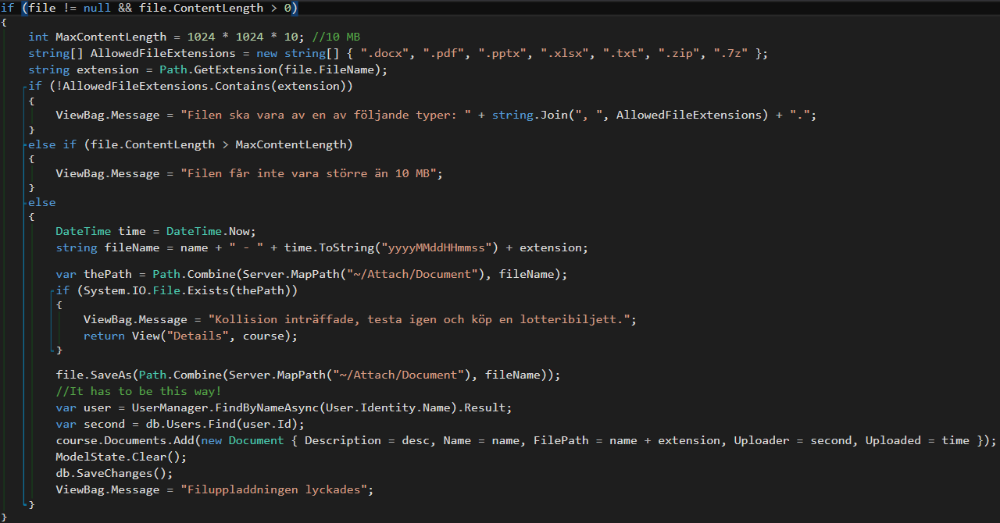 if (file != null && file.ContentLength > 0)
{
    int MaxContentLength = 1024 * 1024 * 10; //10 MB
    string[] AllowedFileExtensions = new string[] { ".docx", ".pdf", ".pptx", ".xlsx", ".txt", ".zip", ".7z" };
    string extension = Path.GetExtension(file.FileName);
    if (!AllowedFileExtensions.Contains(extension))
    {
        ViewBag.Message = "Filen ska vara av en av följande typer: " + string.Join(", ", AllowedFileExtensions) + ".";
    }
    else if (file.ContentLength > MaxContentLength)
    {
        ViewBag.Message = "Filen får inte vara större än 10 MB";
    }
    else
    {
        DateTime time = DateTime.Now;
        string fileName = name + " - " + time.ToString("yyyyMMddHHmmss") + extension;
        var thePath = Path.Combine(Server.MapPath("~/Attach/Document"), fileName);
        if (System.IO.File.Exists(thePath))
        {
            ViewBag.Message = "Kollision inträffade, testa igen och köp en lotteribiljett.";
            return View("Details", course);
        }
        file.SaveAs(Path.Combine(Server.MapPath("~/Attach/Document"), fileName));
        //It has to be this way!
        var user = UserManager.FindByNameAsync(User.Identity.Name).Result;
        var second = db.Users.Find(user.Id);
        course.Documents.Add(new Document { Description = desc, Name = name, FilePath = name + extension, Uploader = second, Uploaded = time });
        ModelState.Clear();
        db.SaveChanges();
        ViewBag.Message = "Filuppladdningen lyckades";
    }
}